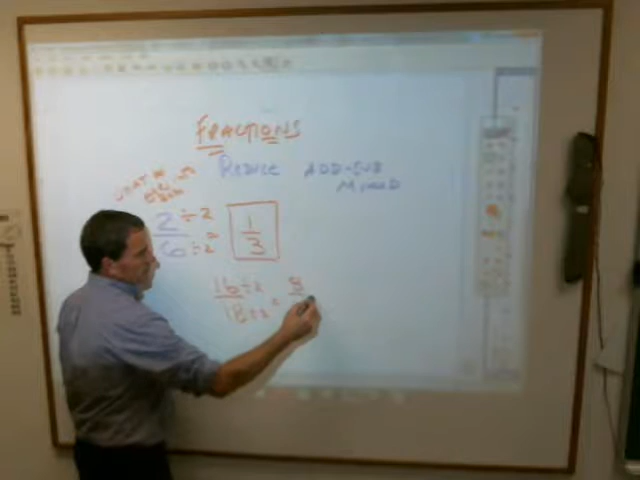 FRACTIONS
REDUCE ADD-SUB
MIXED
2 ÷ 2
6 ÷ 2 = 1
3
16 ÷ 2 = 8
18 ÷ 2